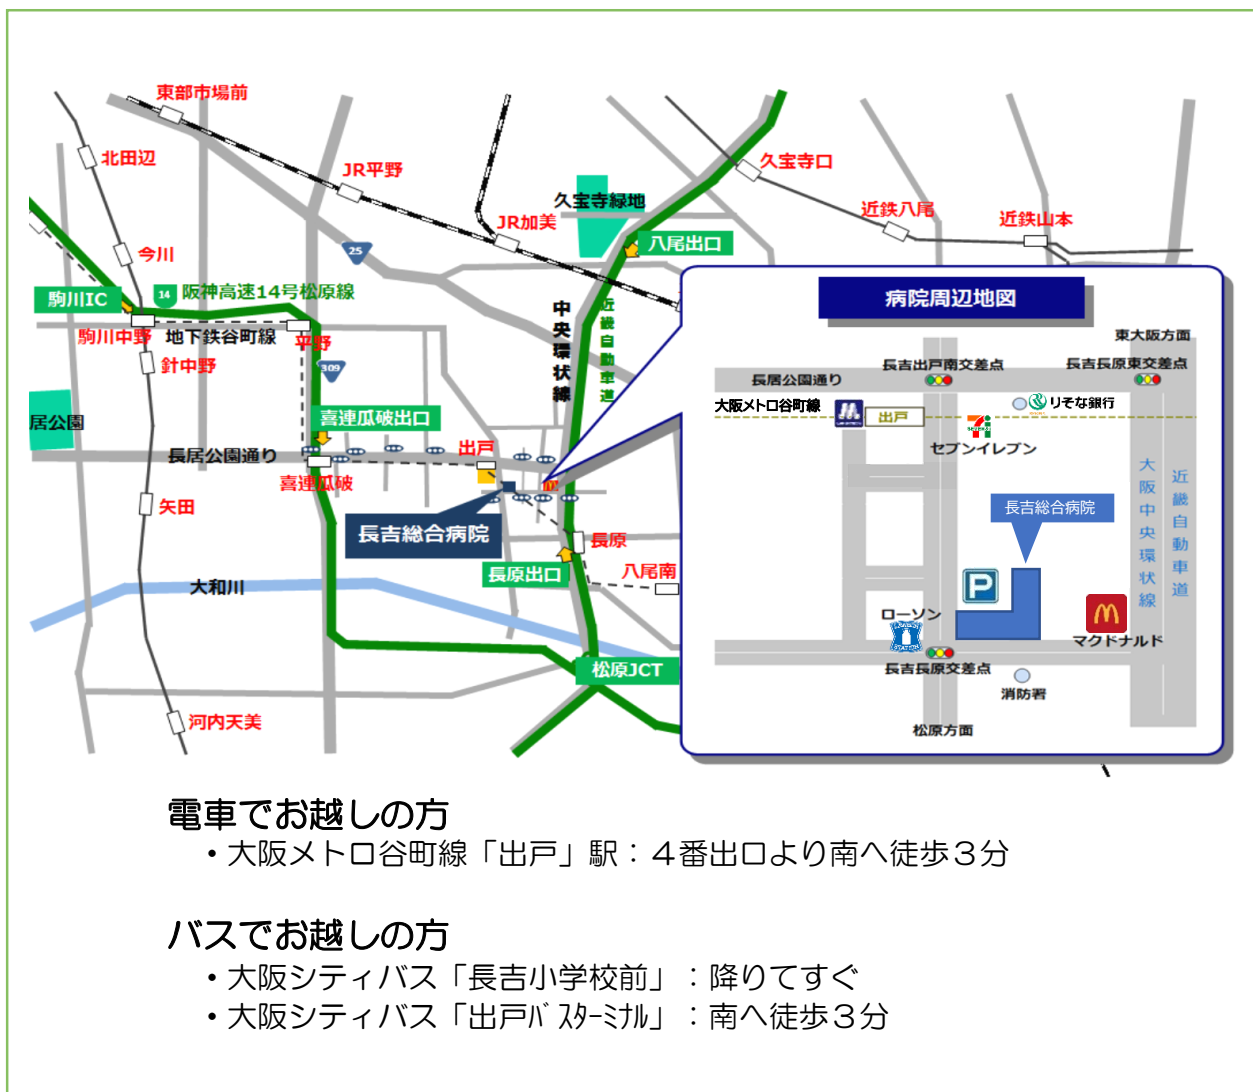 東部市場前
北田辺
JR平野
久宝寺口
久宝寺緑地
近鉄八尾
近鉄山本
JR加美
八尾出口
今川
25
駒川IC
14
阪神高速14号松原線
中央環状線
近畿自動車道
駒川中野
地下鉄谷町線
平野
針中野
309
居公園
喜連瓜破出口
長居公園通り
出戸
喜連瓜破
矢田
長吉総合病院
長原
長原出口
八尾南
大和川
松原JCT
河内天美
病院周辺地図
東大阪方面
長吉出戸南交差点
長吉長原東交差点
長居公園通り
大阪メトロ谷町線
出戸
りそな銀行
セブンイレブン
大阪中央環状線
近畿自動車道
長吉総合病院
P
ローソン
マクドナルド
長吉長原交差点
消防署
松原方面
電車でお越しの方
・大阪メトロ谷町線「出戸」駅：４番出口より南へ徒歩３分
バスでお越しの方
・大阪シティバス「長吉小学校前」：降りてすぐ
・大阪シティバス「出戸ﾊﾞｽﾀｰﾐﾅﾙ」：南へ徒歩３分